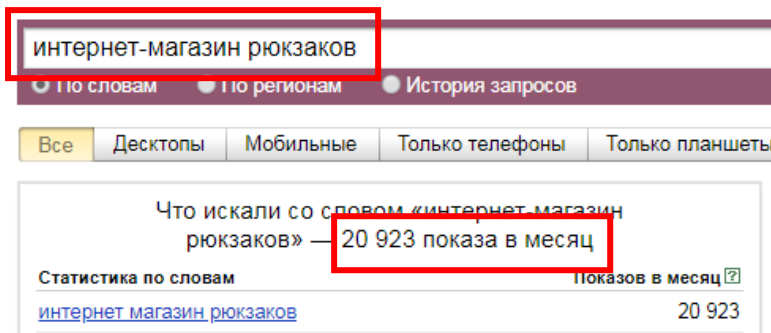 интернет-магазин рюкзаков
По словам По регионам История запросов
Все Десктопы Мобильные Только телефоны Только планшеты
Что искали со словом «интернет-магазин
рюкзаков» — 20 923 показа в месяц
Статистика по словам Показов в месяц ?
интернет магазин рюкзаков 20 923